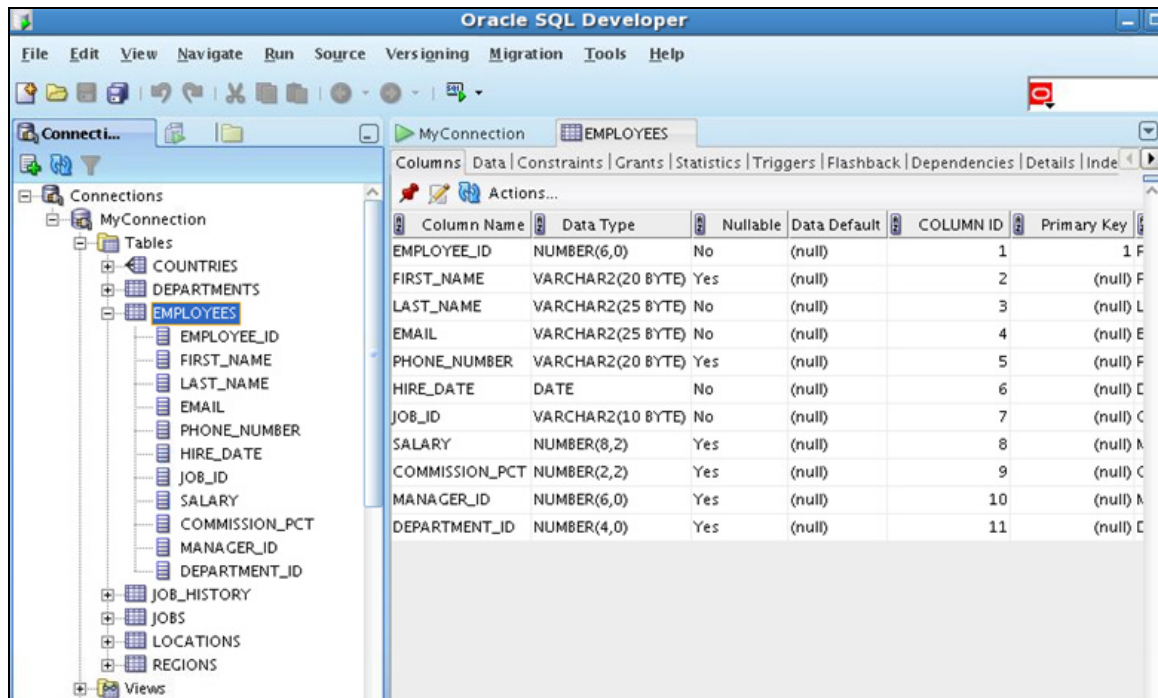 Oracle SQL Developer
File Edit View Navigate Run Source Versioning Migration Tools Help
SQL
Connecti...
MyConnection EMPLOYEES
Columns Data | Constraints | Grants | Statistics | Triggers | Flashback | Dependencies | Details | Inde
Actions...
Connections
MyConnection
Tables
COUNTRIES
DEPARTMENTS
EMPLOYEES
EMPLOYEE_ID
FIRST_NAME
LAST_NAME
EMAIL
PHONE_NUMBER
HIRE_DATE
JOB_ID
SALARY
COMMISSION_PCT
MANAGER_ID
DEPARTMENT_ID
JOB_HISTORY
JOBS
LOCATIONS
REGIONS
Views
Column Name Data Type Nullable Data Default COLUMN ID Primary Key
EMPLOYEE_ID NUMBER(6,0) No (null) 1 1 F
FIRST_NAME VARCHAR2(20 BYTE) Yes (null) 2 (null) F
LAST_NAME VARCHAR2(25 BYTE) No (null) 3 (null) L
EMAIL VARCHAR2(25 BYTE) No (null) 4 (null) E
PHONE_NUMBER VARCHAR2(20 BYTE) Yes (null) 5 (null) F
HIRE_DATE DATE No (null) 6 (null)
JOB_ID VARCHAR2(10 BYTE) No (null) 7 (null)
SALARY NUMBER(8,2) Yes (null) 8 (null)
COMMISSION_PCT NUMBER(2,2) Yes (null) 9 (null)
MANAGER_ID NUMBER(6,0) Yes (null) 10 (null)
DEPARTMENT_ID NUMBER(4,0) Yes (null) 11 (null)